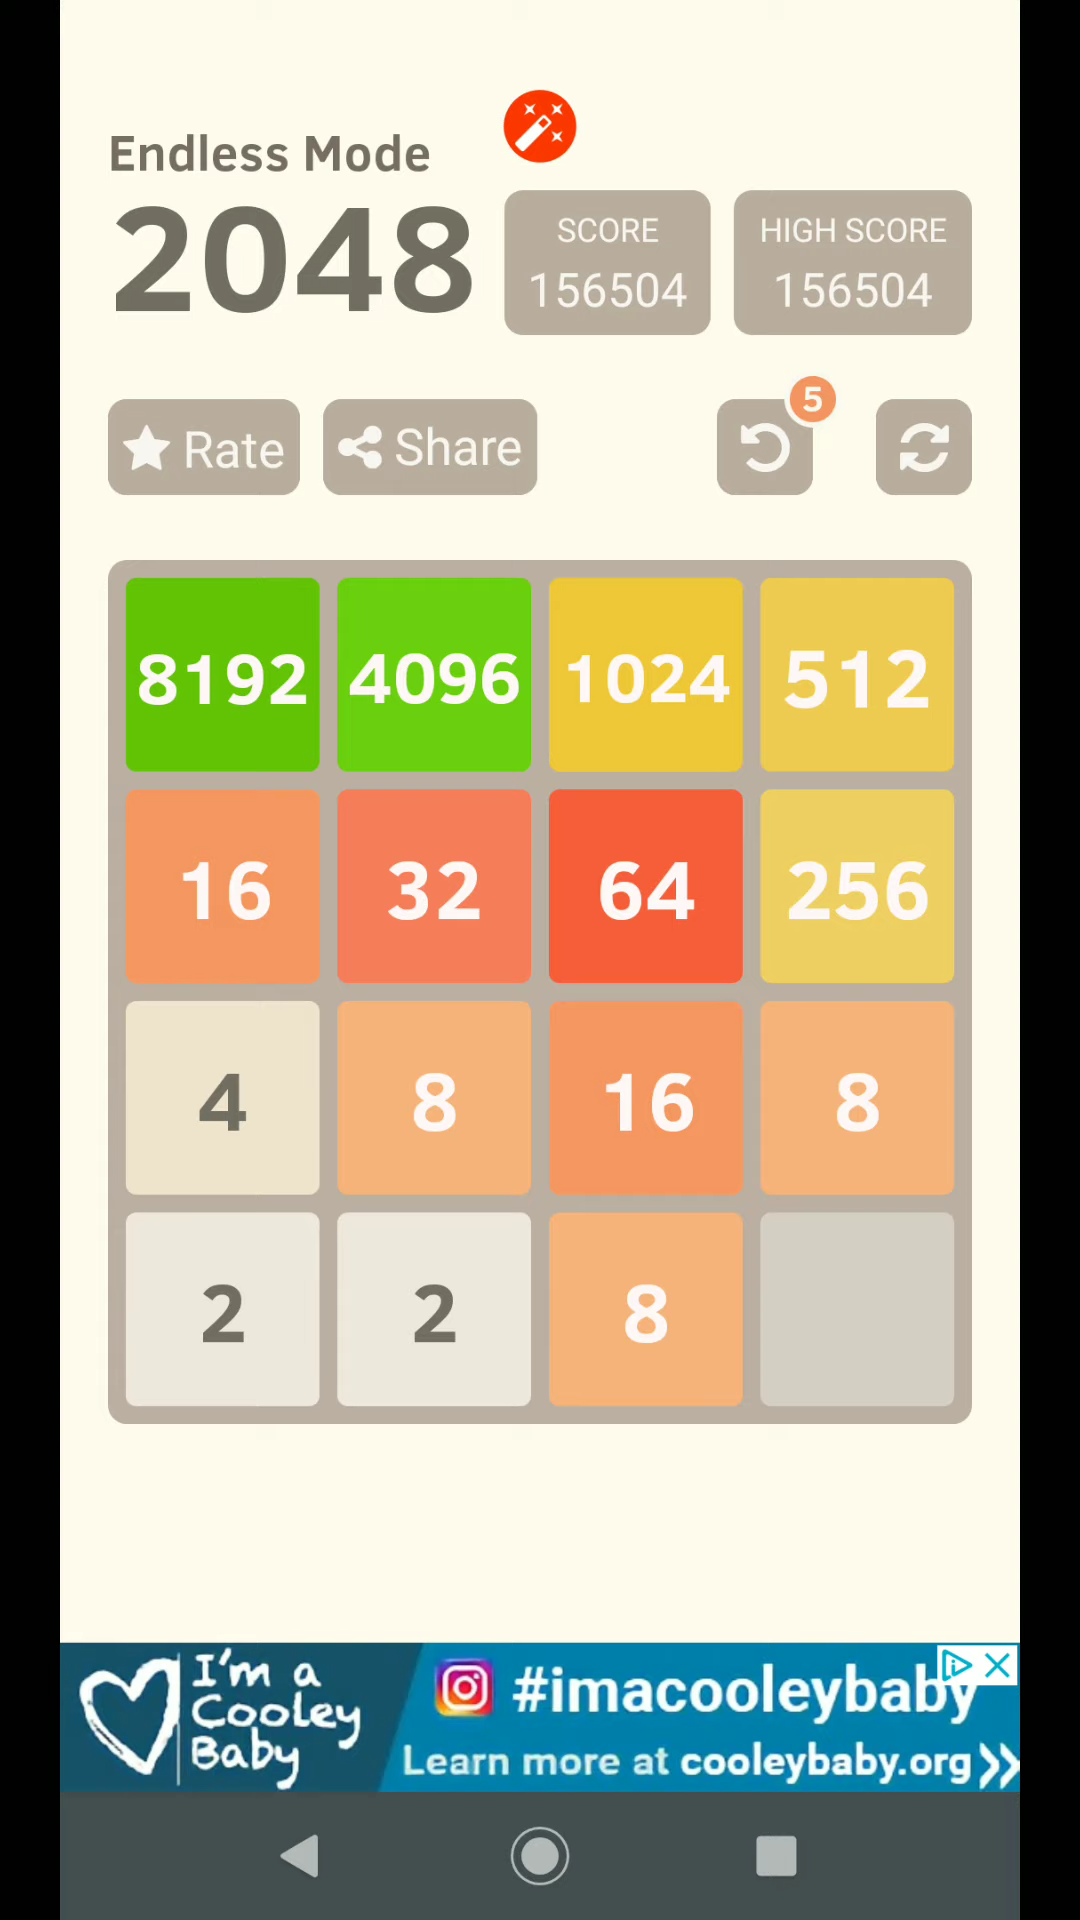 Endless Mode
2048
SCORE
156504
HIGH SCORE
156504
Rate
Share
5
8192 4096 1024 512
16 32 64 256
4 8 16 8
2 2 8
I'm a
Cooley
Baby
#imacooleybaby
Learn more at cooleybaby.org